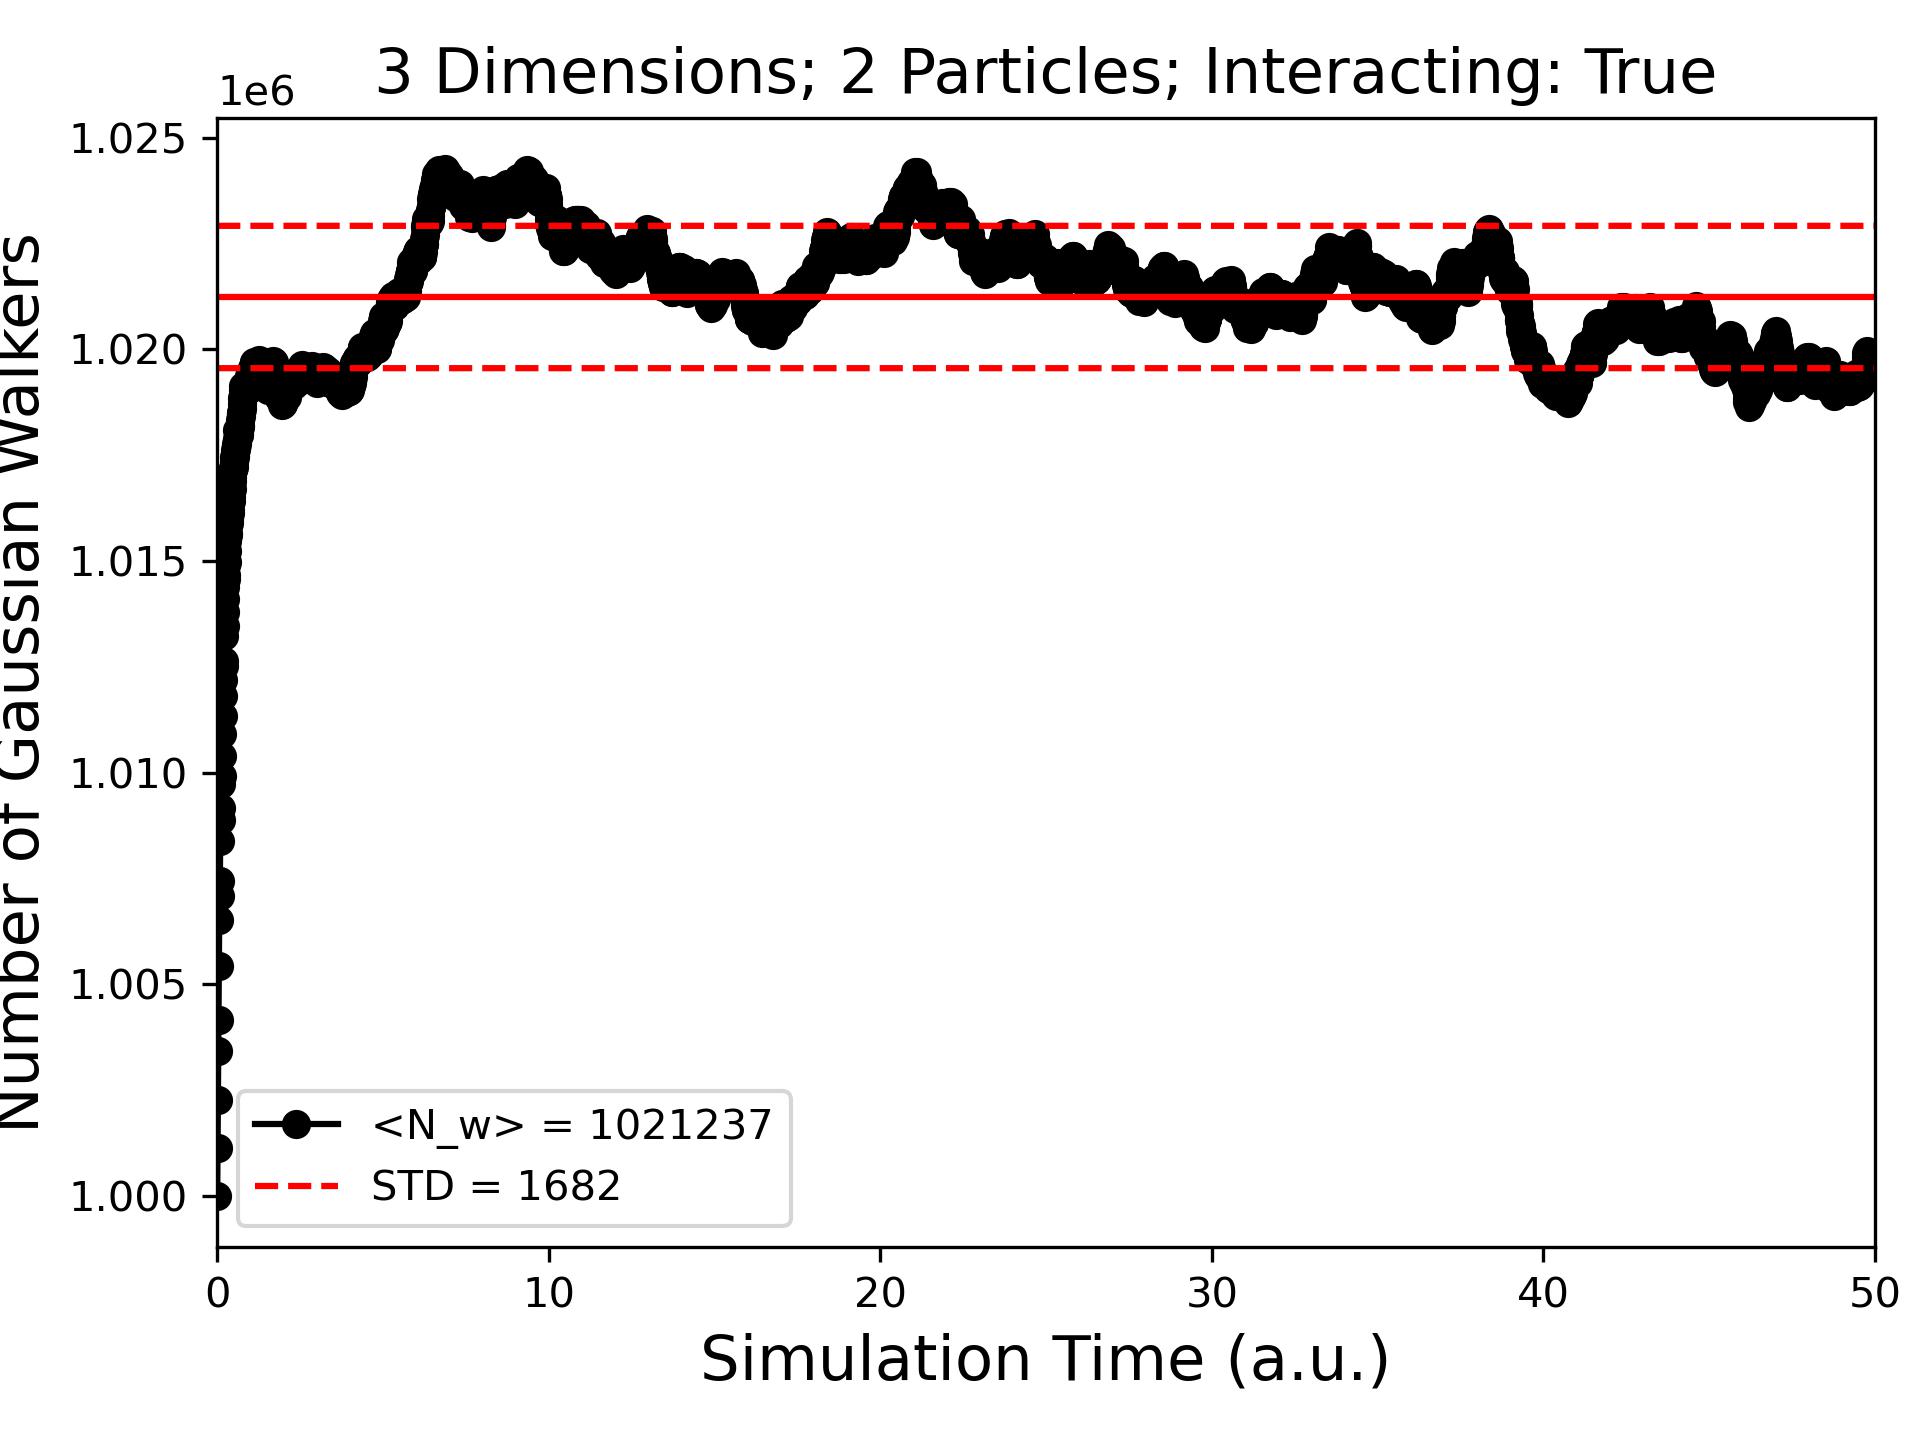 3 Dimensions; 2 Particles; Interacting: True
1e6
1.025
1.020
1.015
1.010
1.005
1.000
Number of Gaussian Walkers
<N_w> = 1021237
STD = 1682
0
10
20
30
40
50
Simulation Time (a.u.)